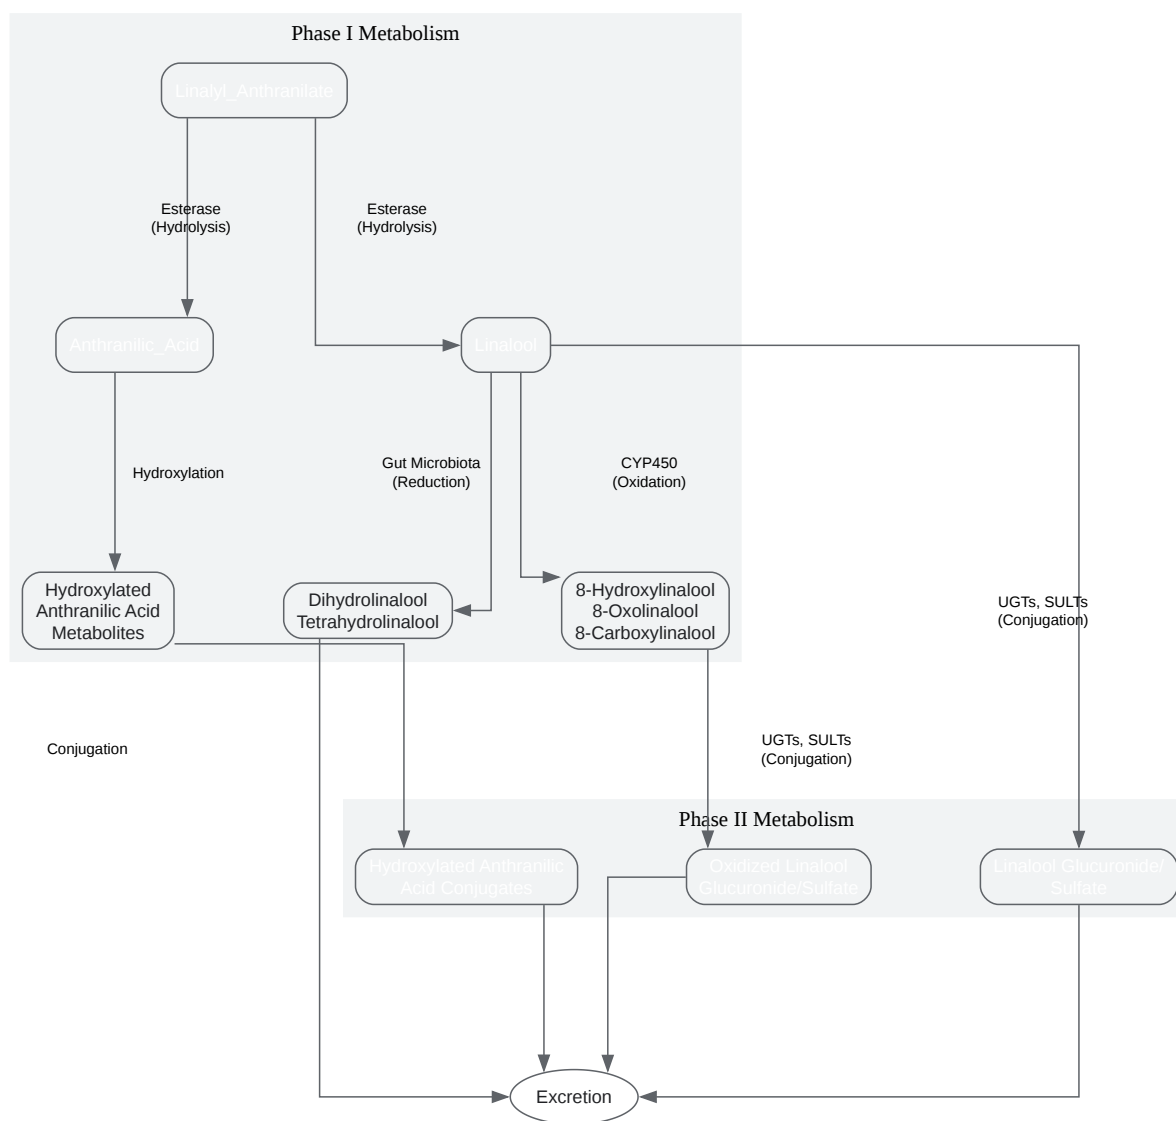 Phase I Metabolism
Linalyl_Anthranilate
Esterase
(Hydrolysis)
Esterase
(Hydrolysis)
Anthranilic_Acid
Linalool
Hydroxylation
Gut Microbiota
(Reduction)
CYP450
(Oxidation)
Hydroxylated
Anthranilic Acid
Metabolites
Dihydrolinalool
Tetrahydrolinalool
8-Hydroxylinalool
8-Oxolinalool
8-Carboxylinalool
UGTs, SULTs
(Conjugation)
Conjugation
UGTs, SULTs
(Conjugation)
Phase II Metabolism
Hydroxylated Anthranilic
Acid Conjugates
Oxidized Linalool
Glucuronide/Sulfate
Linalool Glucuronide/
Sulfate
Excretion